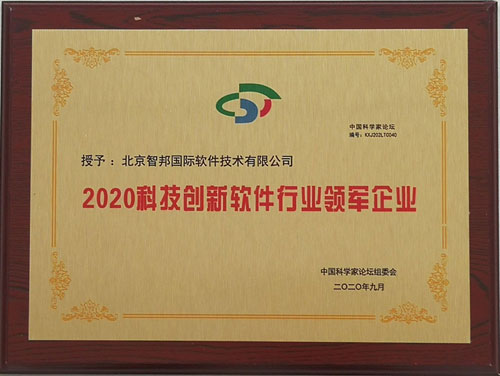 中国科学家论坛
编号：KXJ202LT0040
授予：北京智邦国际软件技术有限公司
2020科技创新软件行业领军企业
中国科学家论坛组委会
二〇二〇年九月